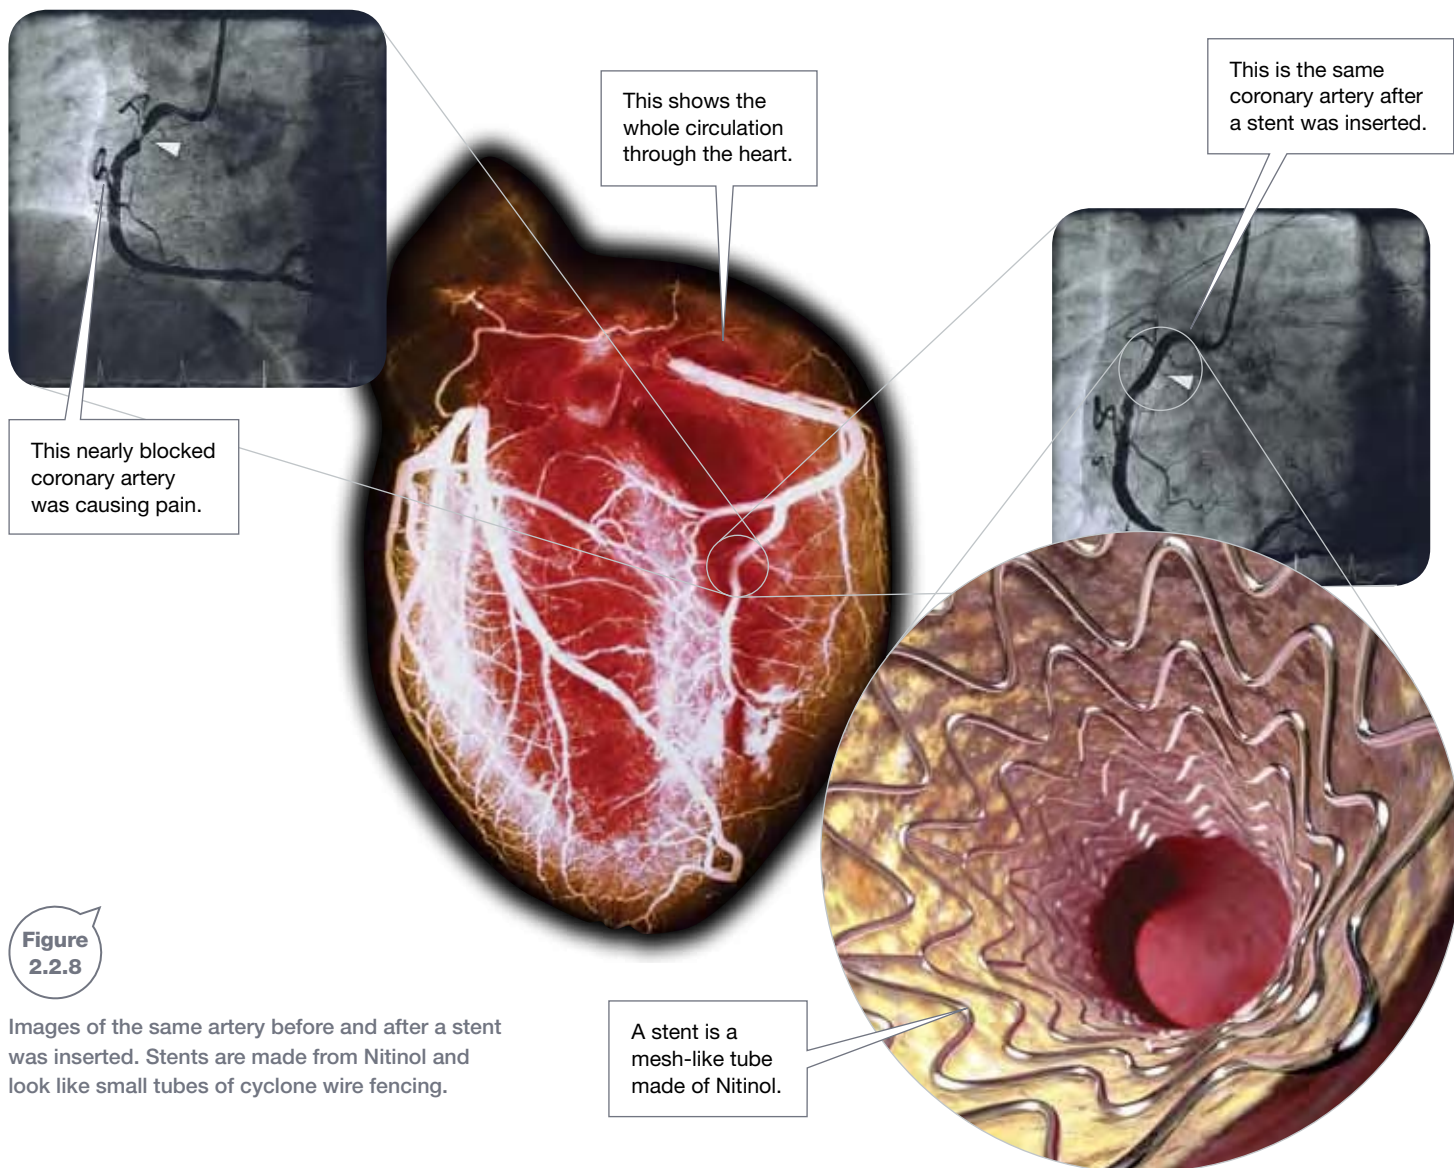 This shows the
whole circulation
through the heart.
This is the same
coronary artery after
a stent was inserted.
This nearly blocked
coronary artery
was causing pain.
Figure
2.2.8
Images of the same artery before and after a stent
was inserted. Stents are made from Nitinol and
look like small tubes of cyclone wire fencing.
A stent is a
mesh-like tube
made of Nitinol.